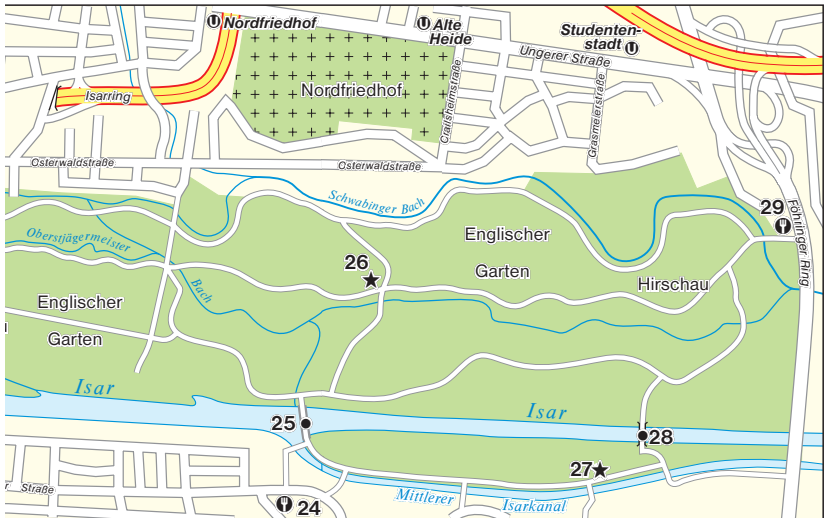 U Nordfriedhof
U Alte
Heide
Studenten-
stadt U
Ungerer Straße
Isarring
Nordfriedhof
Crailsheimstraße
Grasmeierstraße
Osterwaldstraße
Osterwaldstraße
Schwabinger Bach
29
Föhringer Ring
Oberstjägermeister
Bach
Englischer
Garten
26
Hirschau
Englischer
Garten
Isar
Isar
25
28
27
Mittlerer
Isarkanal
Straße
24